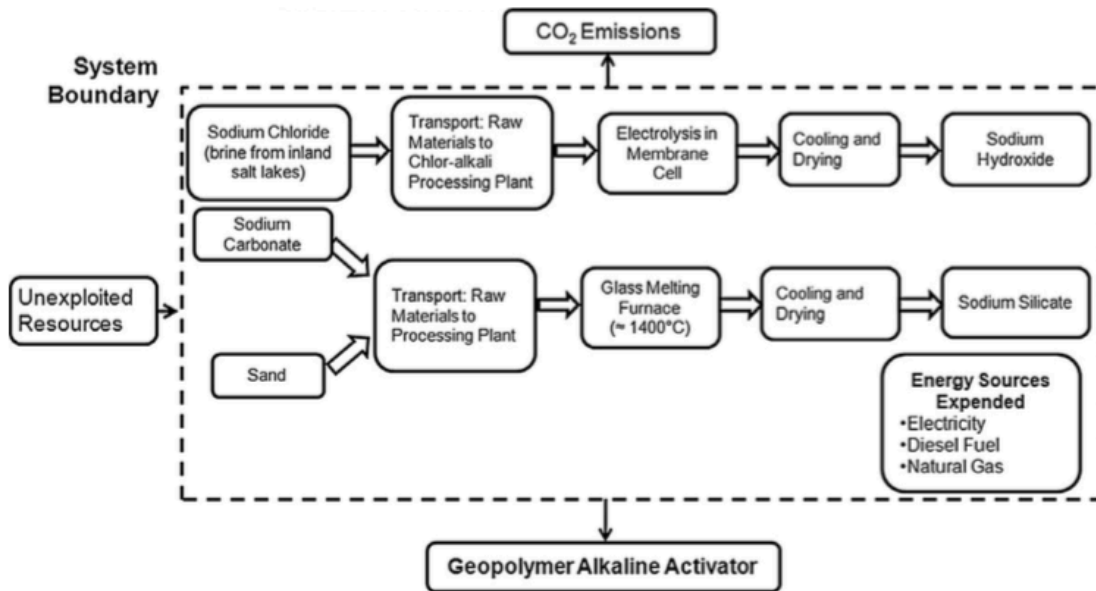 CO₂ Emissions
System
Boundary
Sodium Chloride
(brine from inland
salt lakes)
Transport: Raw
Materials to
Chlor-alkali
Processing Plant
Electrolysis in
Membrane
Cell
Cooling and
Drying
Sodium
Hydroxide
Sodium
Carbonate
Unexploited
Resources
Transport: Raw
Materials to
Processing Plant
Glass Melting
Furnace
(≈ 1400°C)
Cooling and
Drying
Sodium Silicate
Sand
Energy Sources
Expended
•Electricity
•Diesel Fuel
•Natural Gas
Geopolymer Alkaline Activator